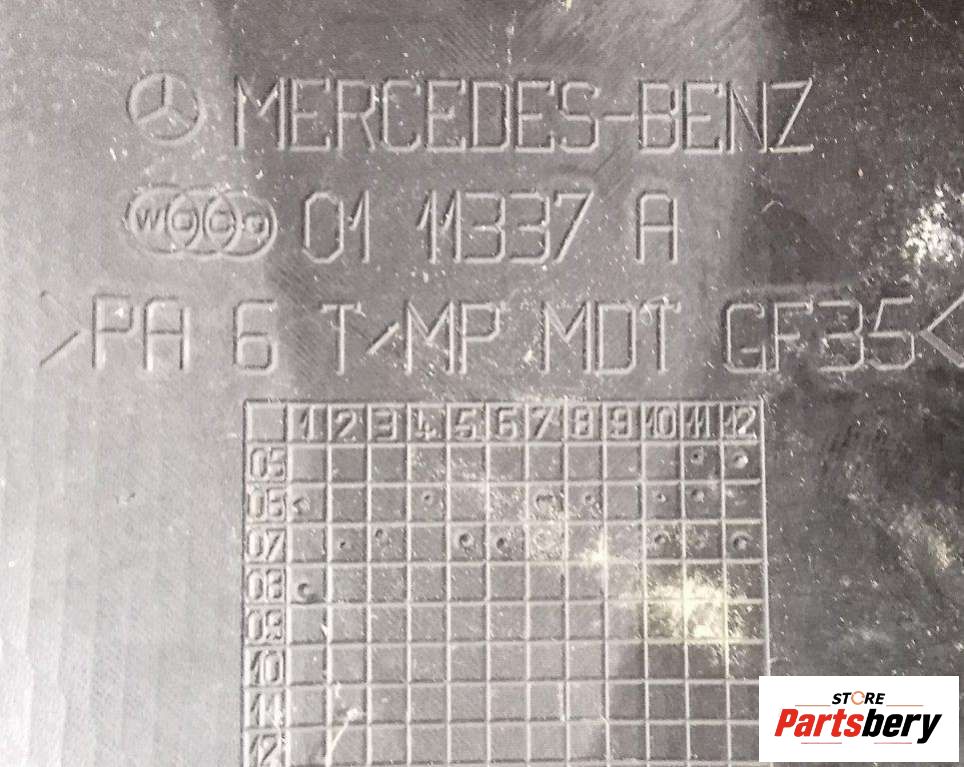 MERCEDES-BENZ
01 11337 A
>PA 6 T>MP MDT GF35<
1 2 3 4 5 6 7 8 9 10 11 12
05
06
07
08
09
10
11
12
STORE
Partsbery